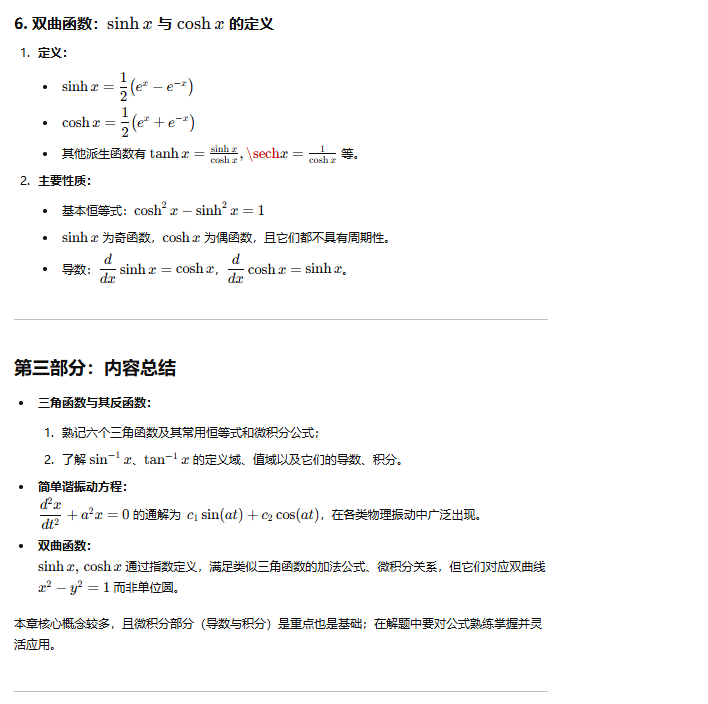 6. 双曲函数：sinh x 与 cosh x 的定义
1. 定义：
• sinh x = \frac{1}{2}(e^x − e^{−x})
• cosh x = \frac{1}{2}(e^x + e^{−x})
• 其他派生函数有 tanh x = \frac{sinh x}{cosh x}, \sechx = \frac{1}{cosh x} 等。
2. 主要性质：
• 基本恒等式：cosh² x − sinh² x = 1
• sinh x 为奇函数，cosh x 为偶函数，且它们都不具有周期性。
• 导数：\frac{d}{dx} sinh x = cosh x，\frac{d}{dx} cosh x = sinh x。
第三部分：内容总结
• 三角函数与其反函数：
1. 熟记六个三角函数及其常用恒等式和微积分公式；
2. 了解 sin⁻¹ x、tan⁻¹ x 的定义域、值域以及它们的导数、积分。
• 简单谐振动方程：
\frac{d²x}{dt²} + a²x = 0 的通解为 c₁ sin(at) + c₂ cos(at)，在各类物理振动中广泛出现。
• 双曲函数：
sinh x, cosh x 通过指数定义，满足类似三角函数的加法公式、微积分关系，但它们对应双曲线
x² − y² = 1 而非单位圆。
本章核心概念较多，且微积分部分（导数与积分）是重点也是基础；在解题中要对公式熟练掌握并灵
活应用。